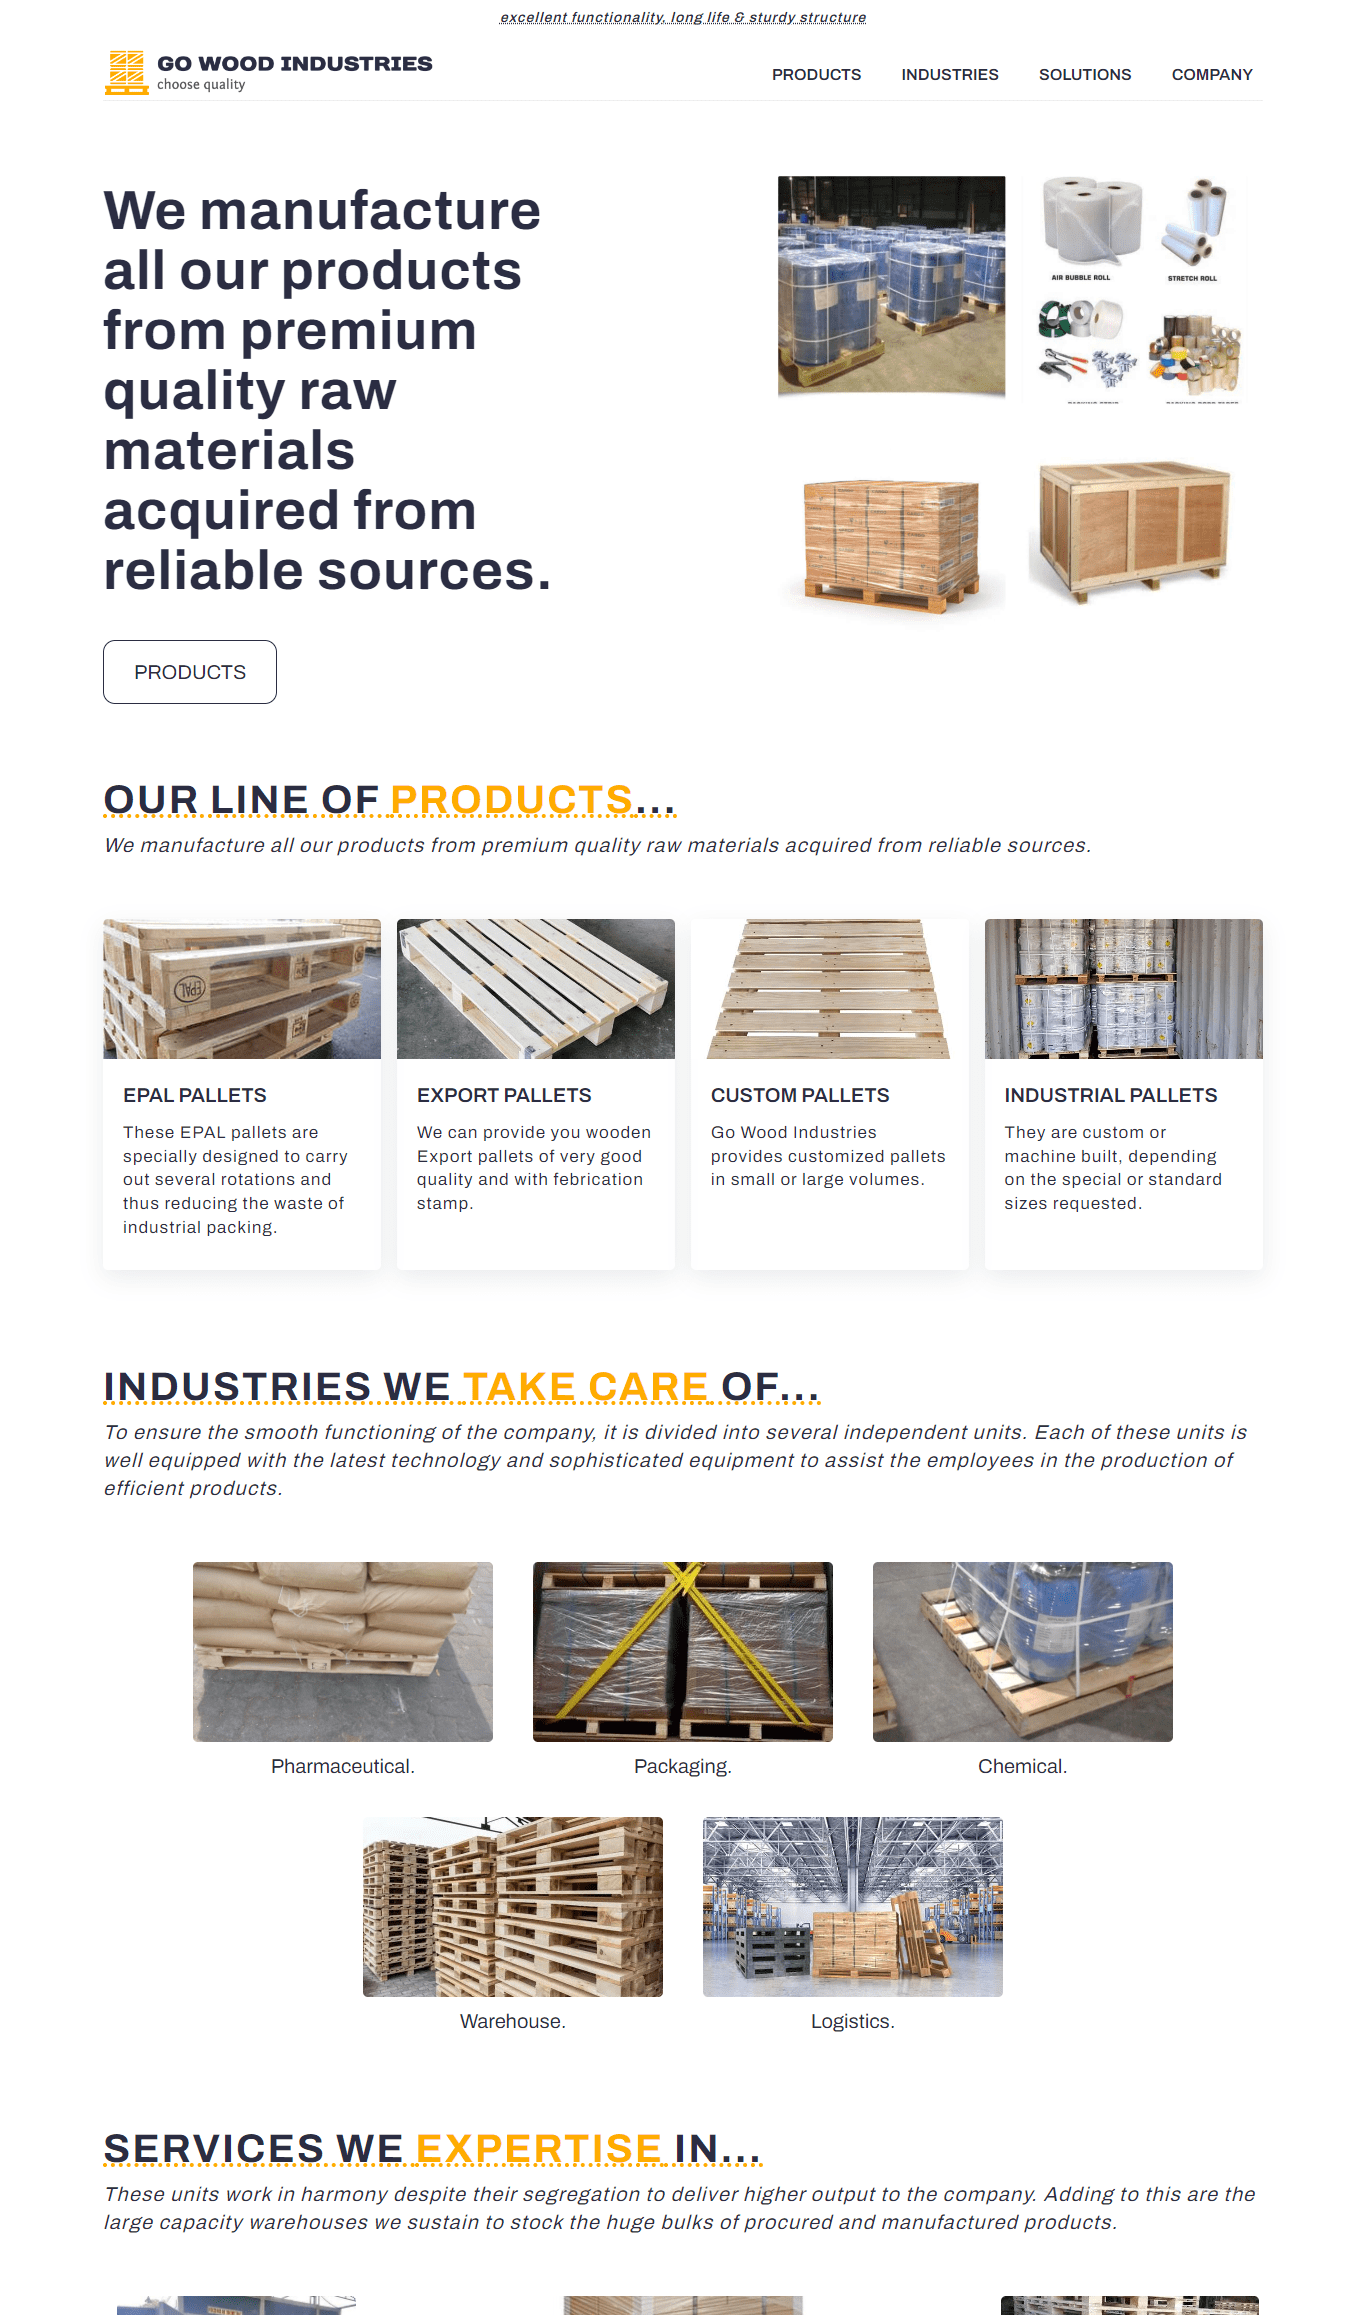 excellent functionality, long life & sturdy structure
GO WOOD INDUSTRIES
choose quality
PRODUCTS
INDUSTRIES
SOLUTIONS
COMPANY
We manufacture
all our products
from premium
quality raw
materials
acquired from
reliable sources.
AIR BUBBLE ROLL
STRETCH ROLL
PRODUCTS
OUR LINE OF PRODUCTS...
We manufacture all our products from premium quality raw materials acquired from reliable sources.
EPAL
EPAL PALLETS
These EPAL pallets are
specially designed to carry
out several rotations and
thus reducing the waste of
industrial packing.
EXPORT PALLETS
We can provide you wooden
Export pallets of very good
quality and with febrication
stamp.
CUSTOM PALLETS
Go Wood Industries
provides customized pallets
in small or large volumes.
INDUSTRIAL PALLETS
They are custom or
machine built, depending
on the special or standard
sizes requested.
INDUSTRIES WE TAKE CARE OF...
To ensure the smooth functioning of the company, it is divided into several independent units. Each of these units is
well equipped with the latest technology and sophisticated equipment to assist the employees in the production of
efficient products.
Pharmaceutical.
Packaging.
Chemical.
Warehouse.
Logistics.
SERVICES WE EXPERTISE IN...
These units work in harmony despite their segregation to deliver higher output to the company. Adding to this are the
large capacity warehouses we sustain to stock the huge bulks of procured and manufactured products.